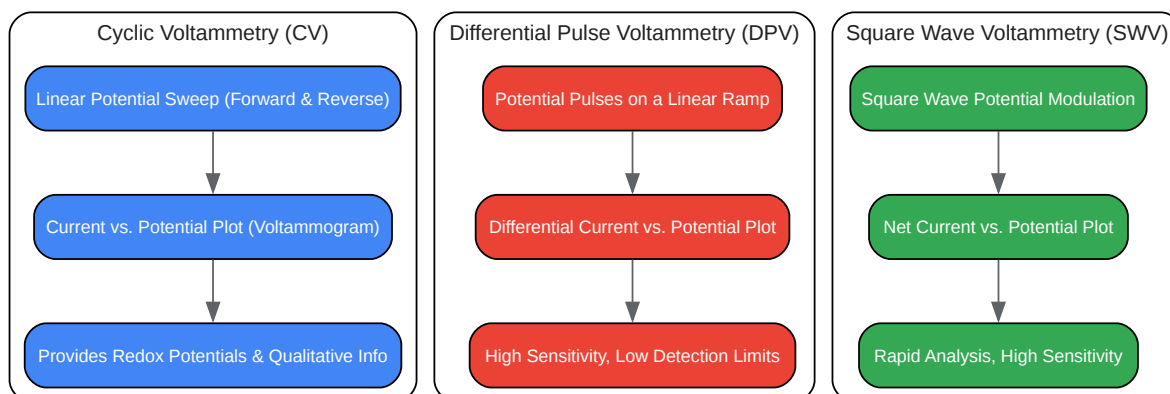 Cyclic Voltammetry (CV)
Linear Potential Sweep (Forward & Reverse)
Current vs. Potential Plot (Voltammogram)
Provides Redox Potentials & Qualitative Info
Differential Pulse Voltammetry (DPV)
Potential Pulses on a Linear Ramp
Differential Current vs. Potential Plot
High Sensitivity, Low Detection Limits
Square Wave Voltammetry (SWV)
Square Wave Potential Modulation
Net Current vs. Potential Plot
Rapid Analysis, High Sensitivity